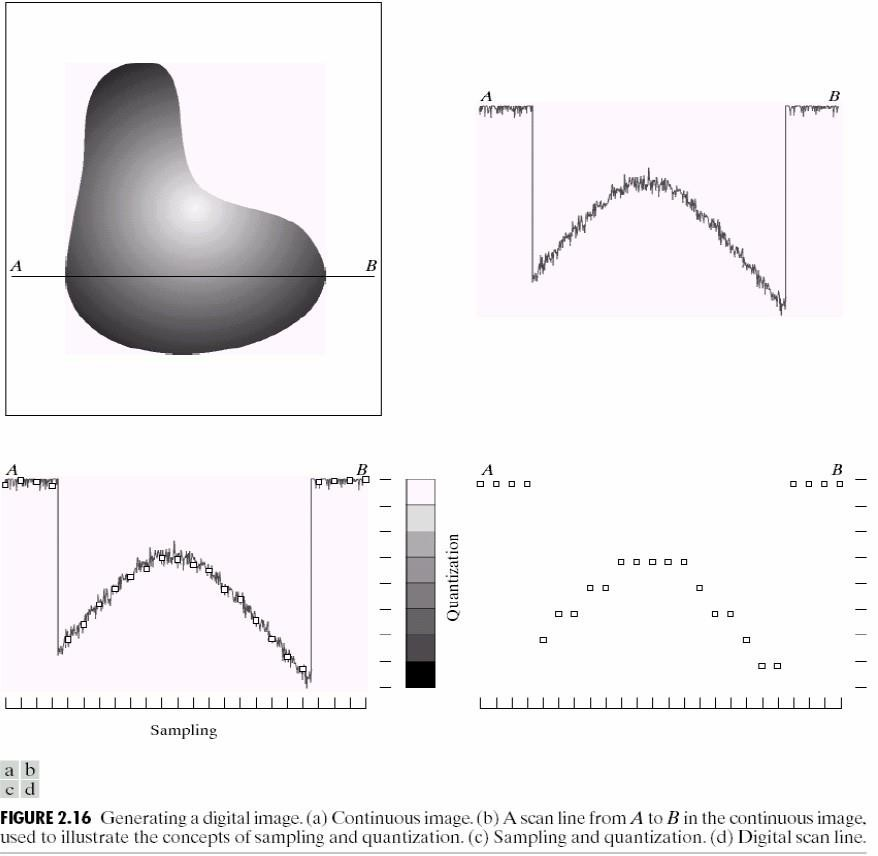 A
B
A
B
A
B
Quantization
A
B
Sampling
a b
c d
FIGURE 2.16 Generating a digital image. (a) Continuous image. (b) A scan line from A to B in the continuous image,
used to illustrate the concepts of sampling and quantization. (c) Sampling and quantization. (d) Digital scan line.